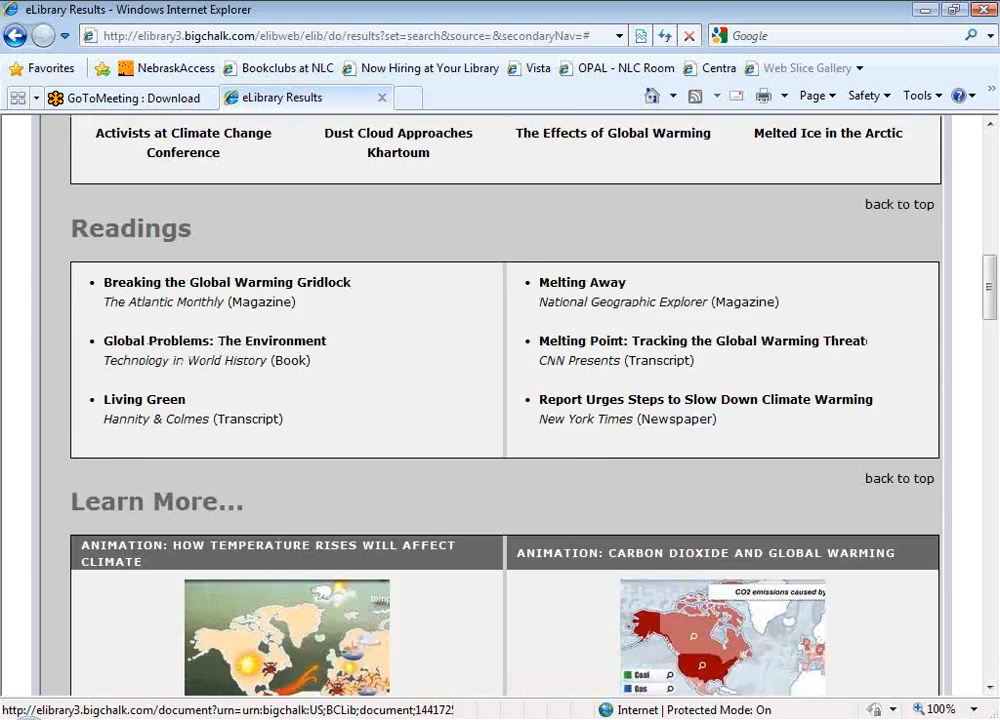 eLibrary Results - Windows Internet Explorer
http://elibrary3.bigchalk.com/elibweb/elib/do/results?set=search&source=&secondaryNav=#
Google
Favorites NebraskAccess Bookclubs at NLC Now Hiring at Your Library Vista OPAL - NLC Room Centra Web Slice Gallery
GoToMeeting : Download eLibrary Results Page Safety Tools
Activists at Climate Change Conference
Dust Cloud Approaches Khartoum
The Effects of Global Warming
Melted Ice in the Arctic
back to top
Readings
Breaking the Global Warming Gridlock
The Atlantic Monthly (Magazine)
Global Problems: The Environment
Technology in World History (Book)
Living Green
Hannity & Colmes (Transcript)
Melting Away
National Geographic Explorer (Magazine)
Melting Point: Tracking the Global Warming Threat
CNN Presents (Transcript)
Report Urges Steps to Slow Down Climate Warming
New York Times (Newspaper)
back to top
Learn More...
ANIMATION: HOW TEMPERATURE RISES WILL AFFECT
CLIMATE
ANIMATION: CARBON DIOXIDE AND GLOBAL WARMING
CO2 emissions caused by
Coal
Gas
http://elibrary3.bigchalk.com/document?urn=urn:bigchalk:US;BCLib;document;144172
Internet | Protected Mode: On
100%